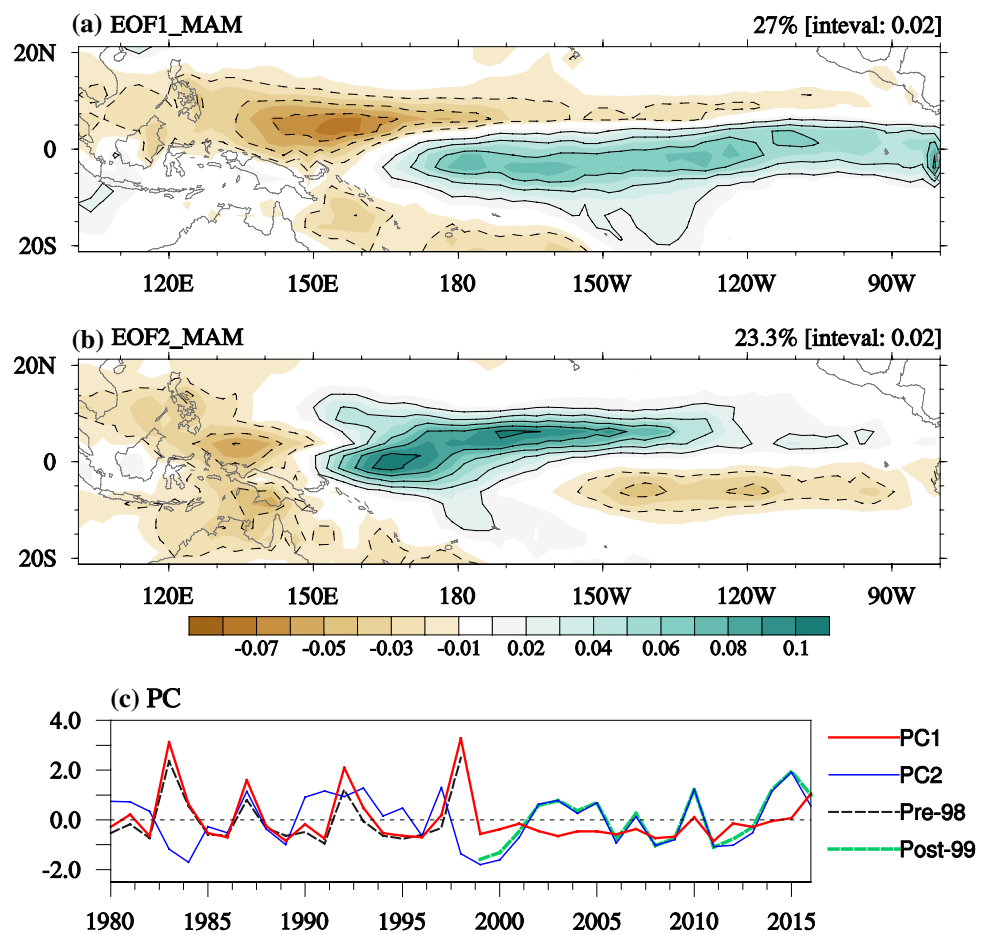 (a) EOF1_MAM 27% [inteval: 0.02]
20N
0
20S
120E 150E 180 150W 120W 90W
(b) EOF2_MAM 23.3% [inteval: 0.02]
20N
0
20S
120E 150E 180 150W 120W 90W
-0.07 -0.05 -0.03 -0.01 0.02 0.04 0.06 0.08 0.1
(c) PC
4.0
2.0
0.0
-2.0
1980 1985 1990 1995 2000 2005 2010 2015
PC1
PC2
Pre-98
Post-99